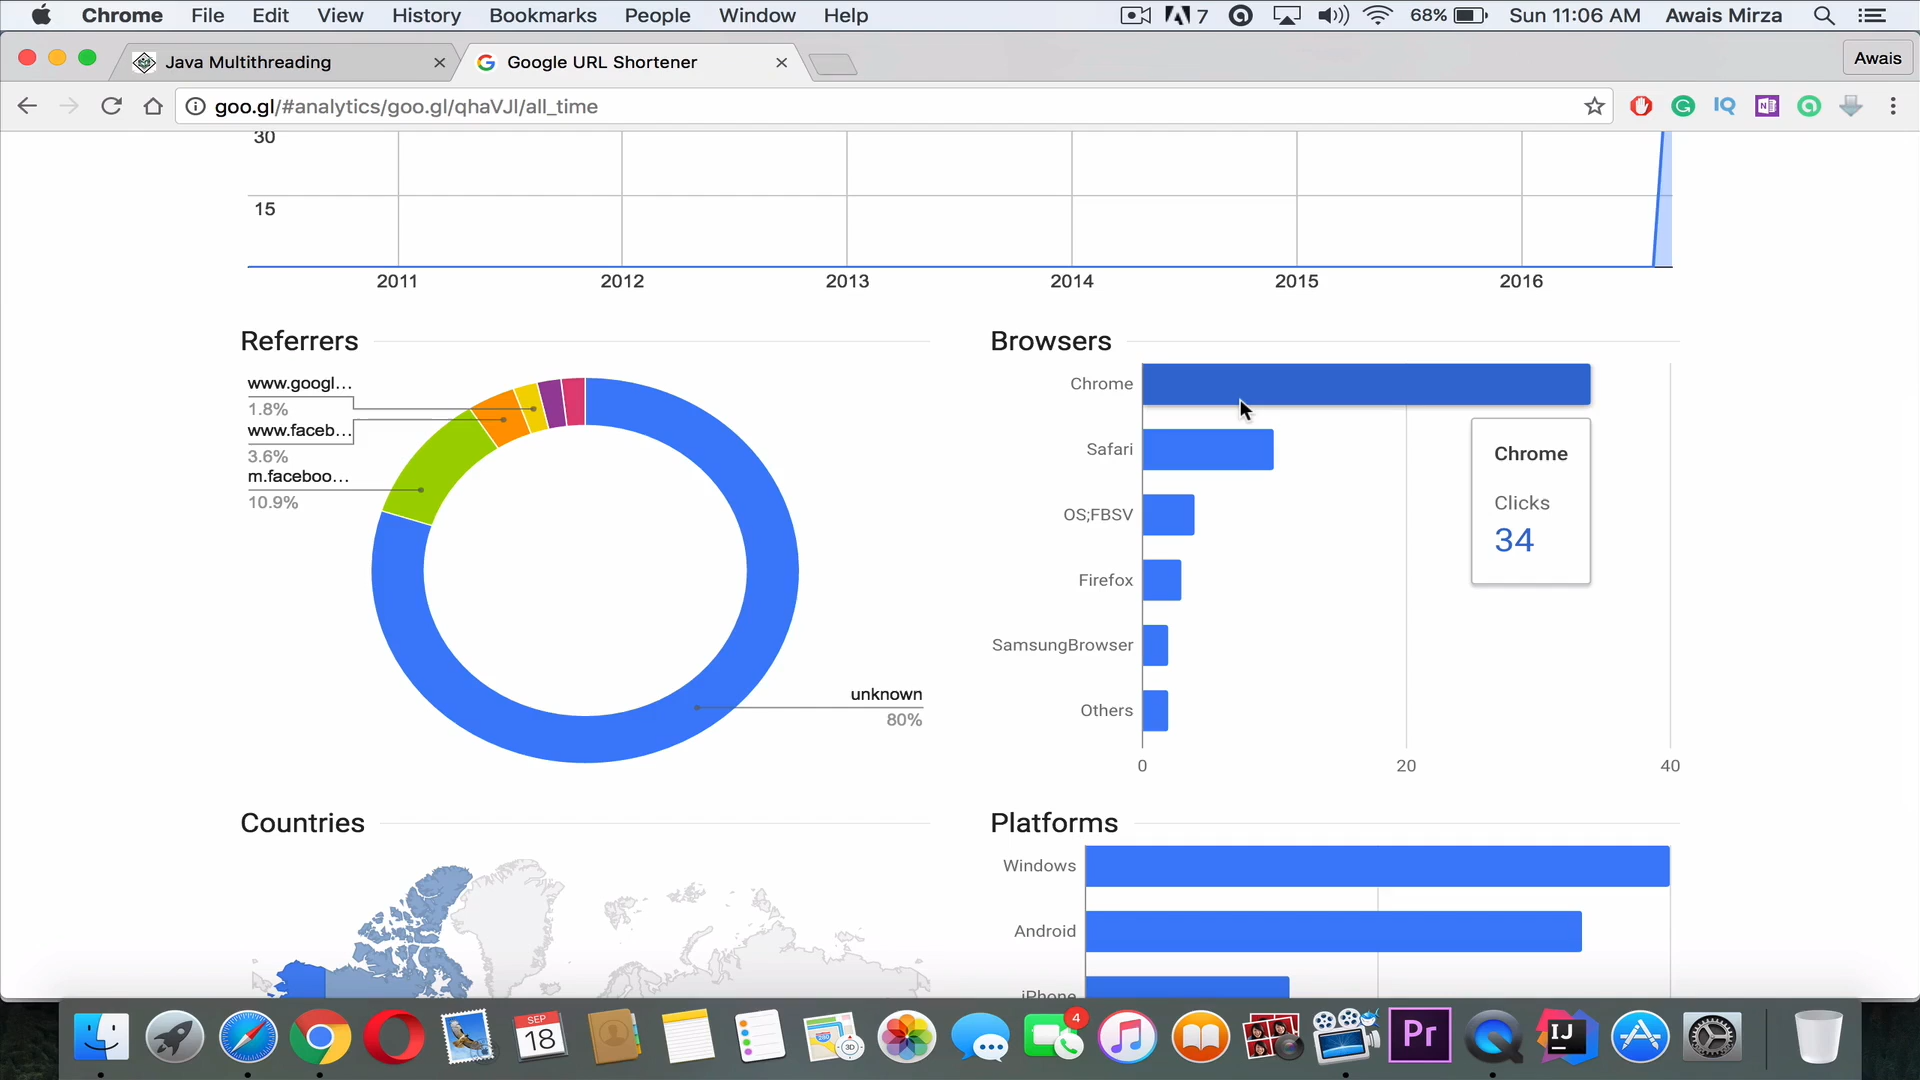 Chrome File Edit View History Bookmarks People Window Help 7 68% Sun 11:06 AM Awais Mirza
Java Multithreading Google URL Shortener Awais
goo.gl/#analytics/goo.gl/qhaVJl/all_time
30
15
2011 2012 2013 2014 2015 2016
Referrers
www.googl...
1.8%
www.faceb...
3.6%
m.faceboo...
10.9%
unknown
80%
Browsers
Chrome
Safari
OS;FBSV
Firefox
SamsungBrowser
Others
0 20 40
Chrome
Clicks
34
Countries
Platforms
Windows
Android
iPhone
SEP
18
3D
4
Pr
IJ